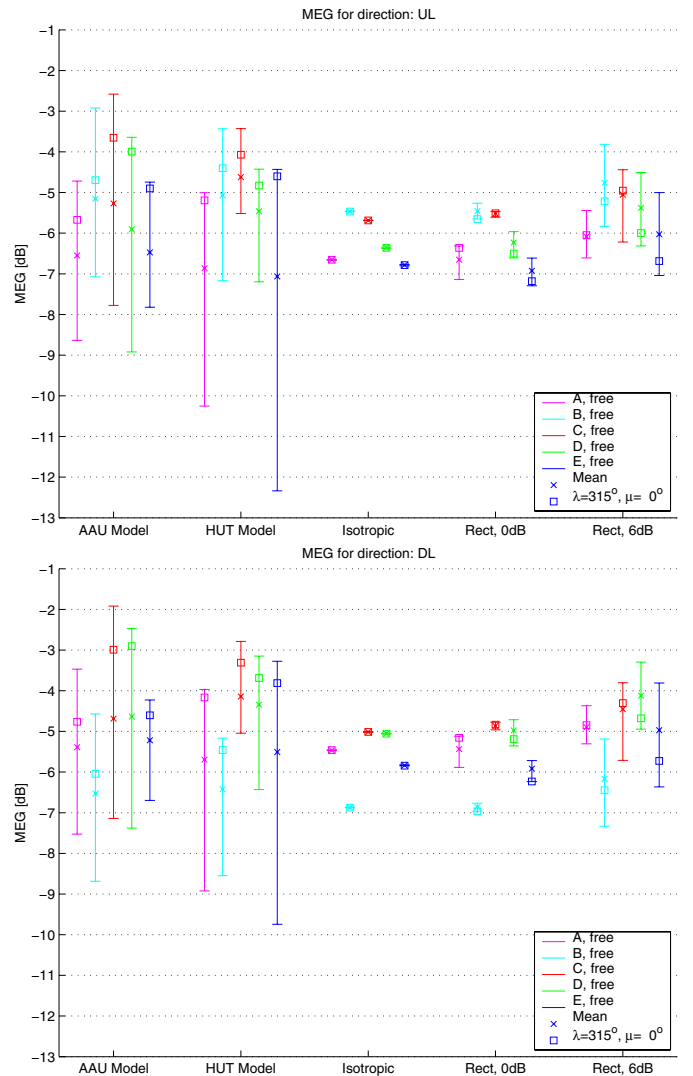 MEG for direction: UL
−1
−2
−3
−4
−5
−6
−7
−8
−9
−10
−11
−12
−13
MEG [dB]
A, free
B, free
C, free
D, free
E, free
Mean
λ=315°, μ= 0°
AAU Model HUT Model Isotropic Rect, 0dB Rect, 6dB
MEG for direction: DL
−1
−2
−3
−4
−5
−6
−7
−8
−9
−10
−11
−12
−13
MEG [dB]
A, free
B, free
C, free
D, free
E, free
Mean
λ=315°, μ= 0°
AAU Model HUT Model Isotropic Rect, 0dB Rect, 6dB